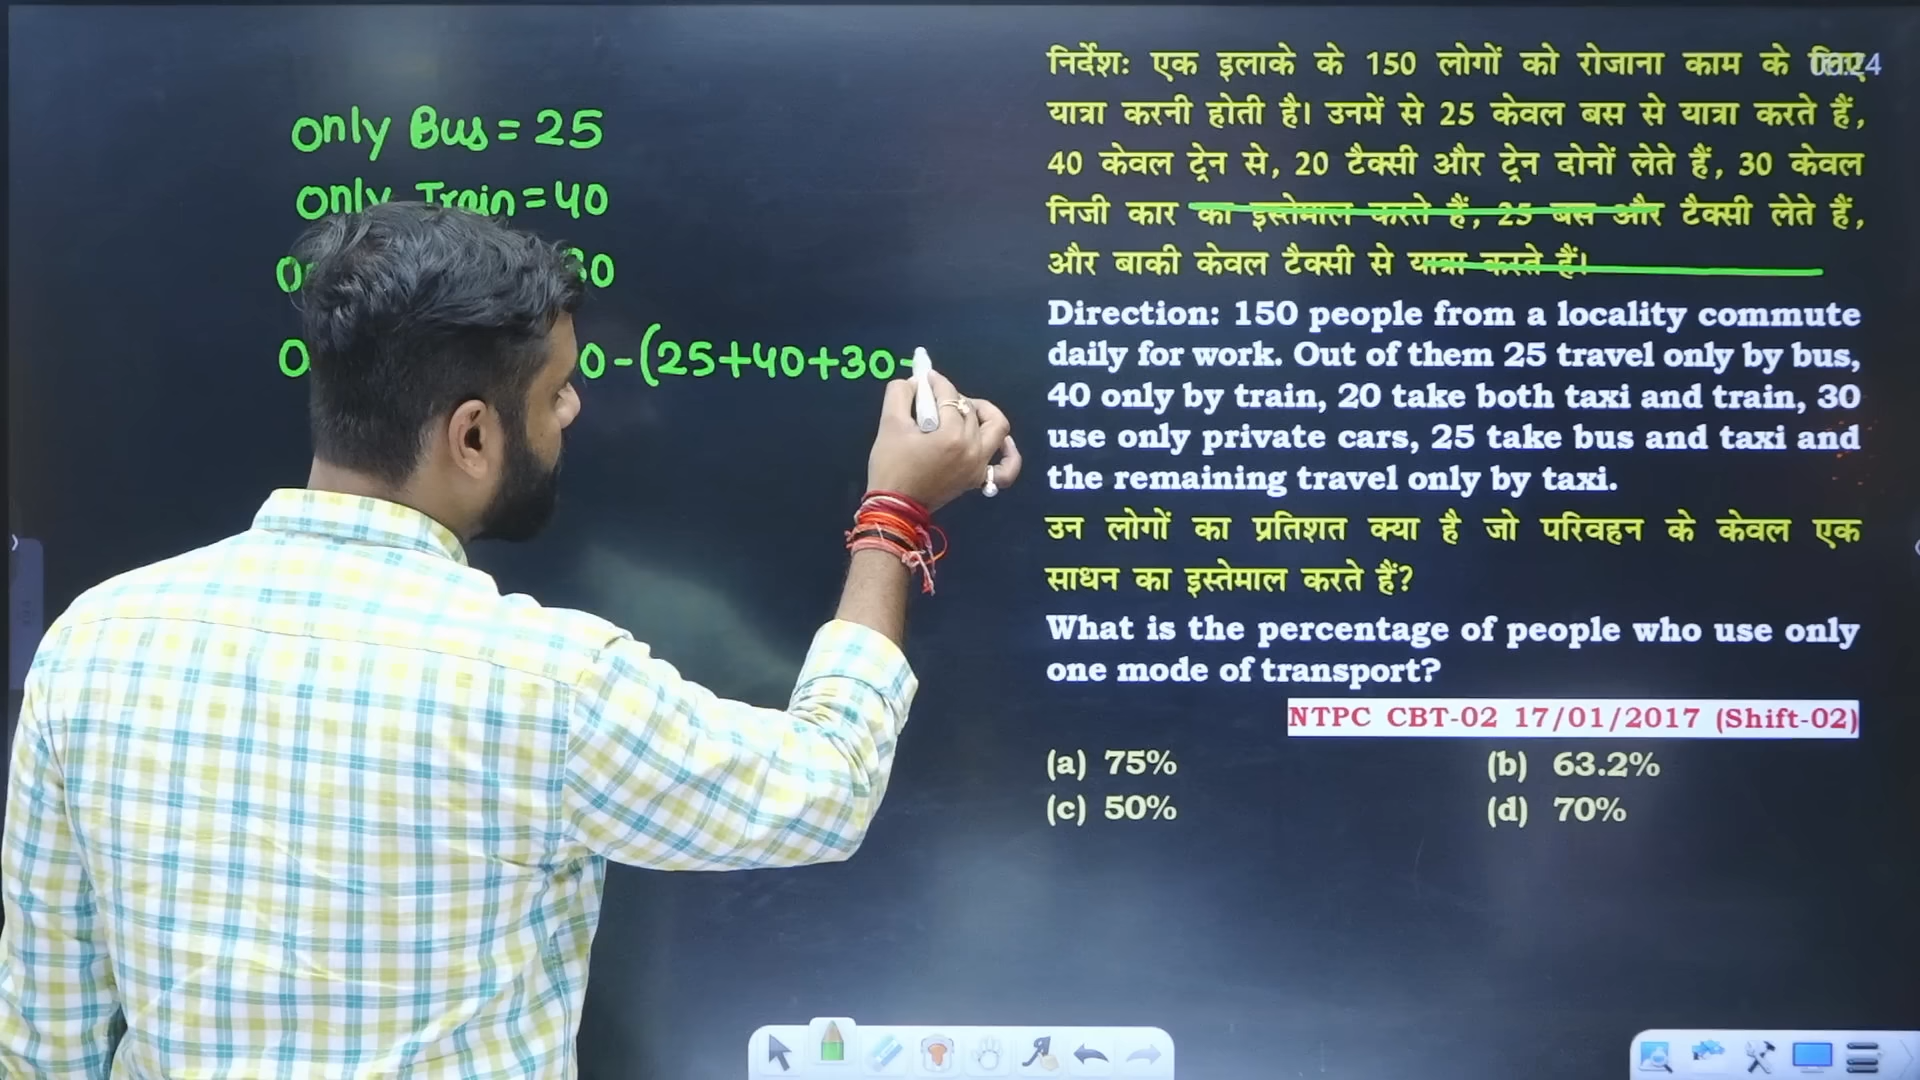 only Bus = 25
only Train = 40
0 - (25+40+30+
निर्देशः एक इलाके के 150 लोगों को रोजाना काम के लिए
यात्रा करनी होती है। उनमें से 25 केवल बस से यात्रा करते हैं,
40 केवल ट्रेन से, 20 टैक्सी और ट्रेन दोनों लेते हैं, 30 केवल
निजी कार का इस्तेमाल करते हैं, 25 बस और टैक्सी लेते हैं,
और बाकी केवल टैक्सी से यात्रा करते हैं।
Direction: 150 people from a locality commute
daily for work. Out of them 25 travel only by bus,
40 only by train, 20 take both taxi and train, 30
use only private cars, 25 take bus and taxi and
the remaining travel only by taxi.
उन लोगों का प्रतिशत क्या है जो परिवहन के केवल एक
साधन का इस्तेमाल करते हैं?
What is the percentage of people who use only
one mode of transport?
NTPC CBT-02 17/01/2017 (Shift-02)
(a) 75% (b) 63.2%
(c) 50% (d) 70%